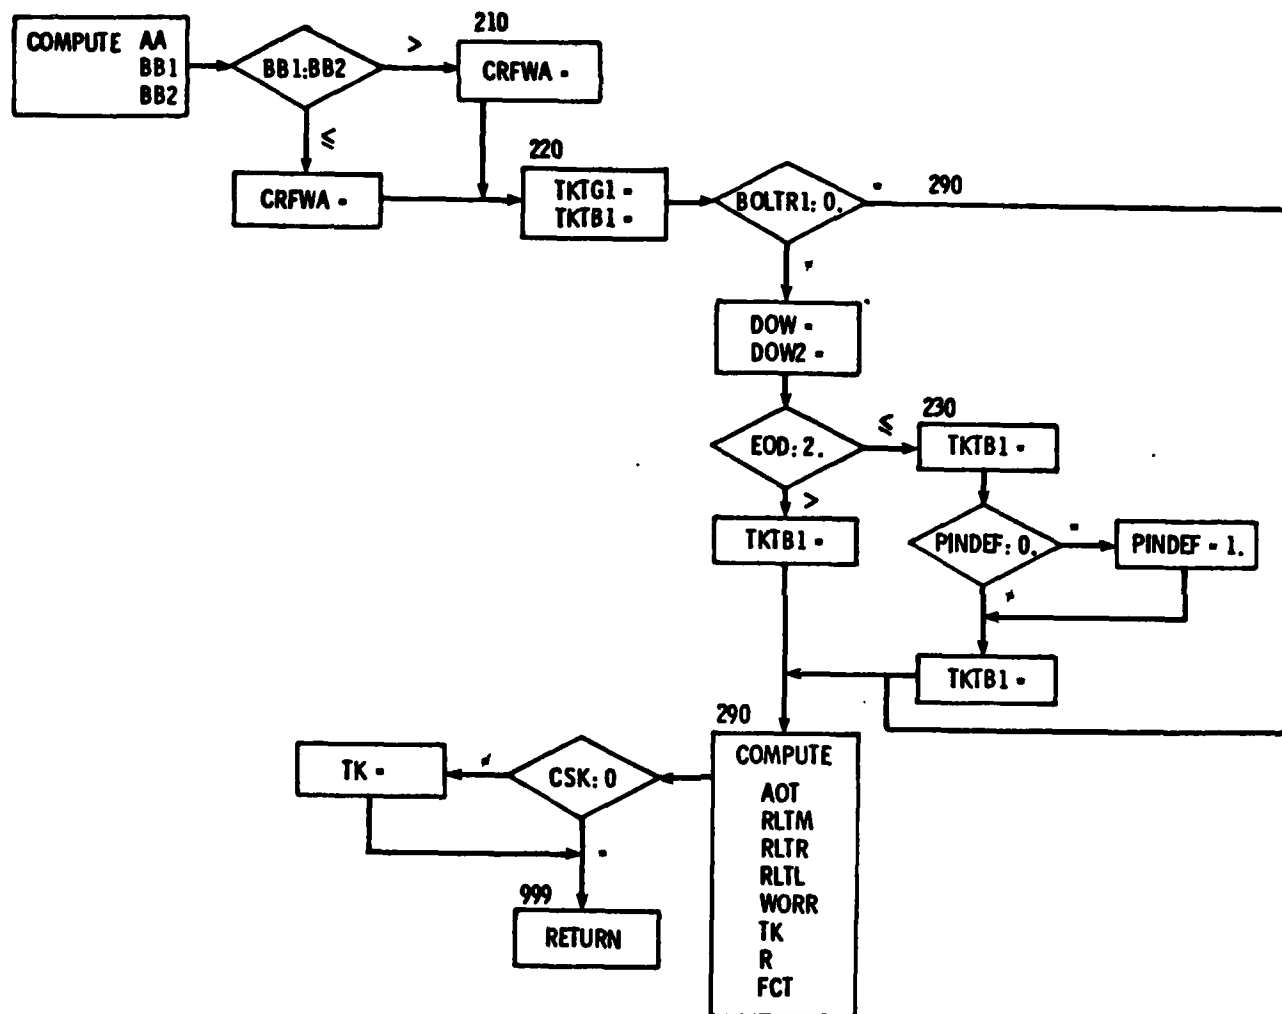 COMPUTE AA
BB1
BB2
BB1:BB2
>
210
CRFWA =
≤
CRFWA =
220
TKTG1 =
TKTB1 =
BOLTR1: 0.
=
290
≠
DOW =
DOW2 =
EOD: 2.
≤
230
TKTB1 =
>
TKTB1 =
PINDEF: 0.
=
PINDEF = 1.
≠
TKTB1 =
290
COMPUTE
AOT
RLTM
RLTR
RLTL
WORR
TK
R
FCT
CSK: 0
≠
TK =
=
999
RETURN